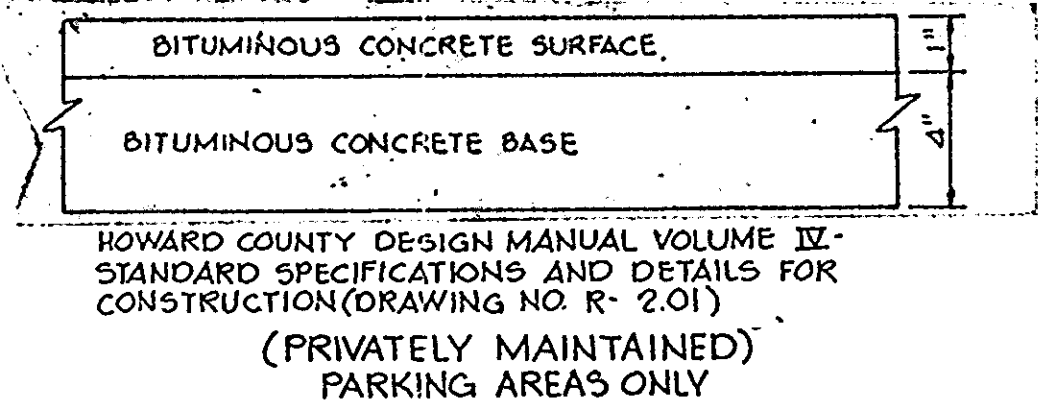 BITUMINOUS CONCRETE SURFACE.
1"
BITUMINOUS CONCRETE BASE
4"
HOWARD COUNTY DESIGN MANUAL VOLUME IV-
STANDARD SPECIFICATIONS AND DETAILS FOR
CONSTRUCTION (DRAWING NO. R- 2.01)
(PRIVATELY MAINTAINED)
PARKING AREAS ONLY